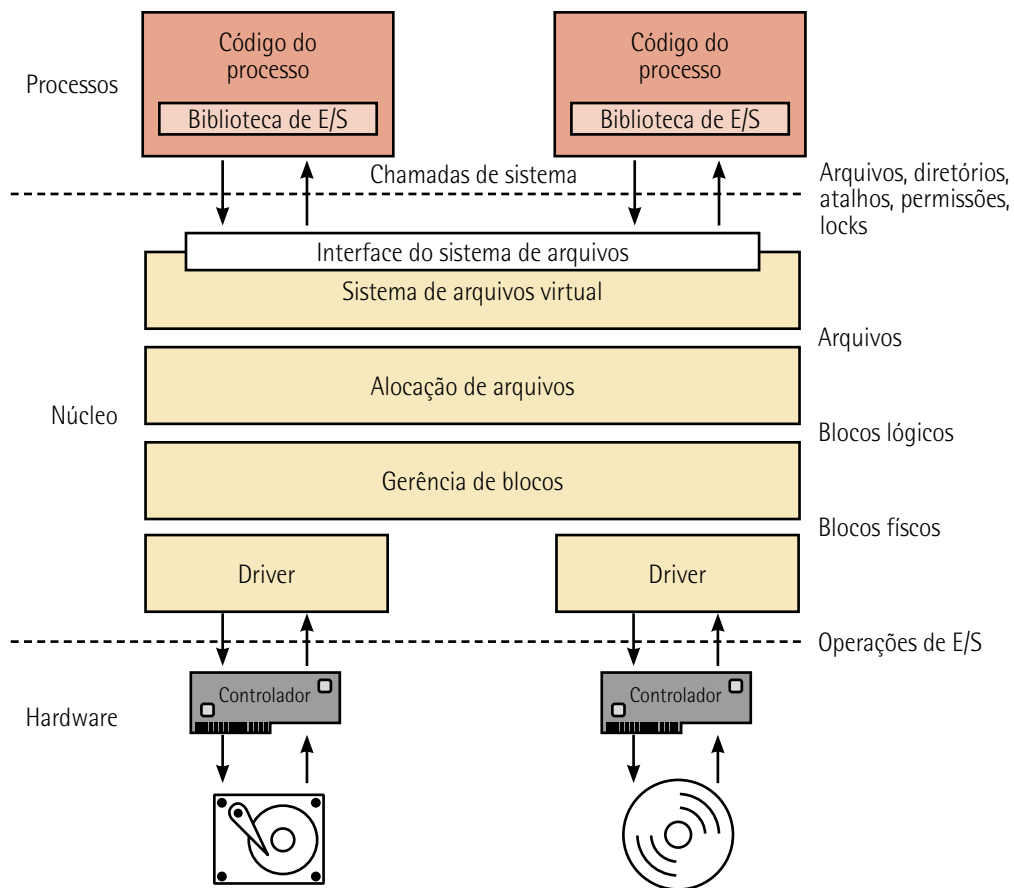 Código do
processo
Biblioteca de E/S
Código do
processo
Biblioteca de E/S
Processos
Chamadas de sistema
Arquivos, diretórios,
atalhos, permissões,
locks
Interface do sistema de arquivos
Sistema de arquivos virtual
Arquivos
Alocação de arquivos
Núcleo
Blocos lógicos
Gerência de blocos
Blocos físcos
Driver
Driver
Operações de E/S
Controlador
Controlador
Hardware